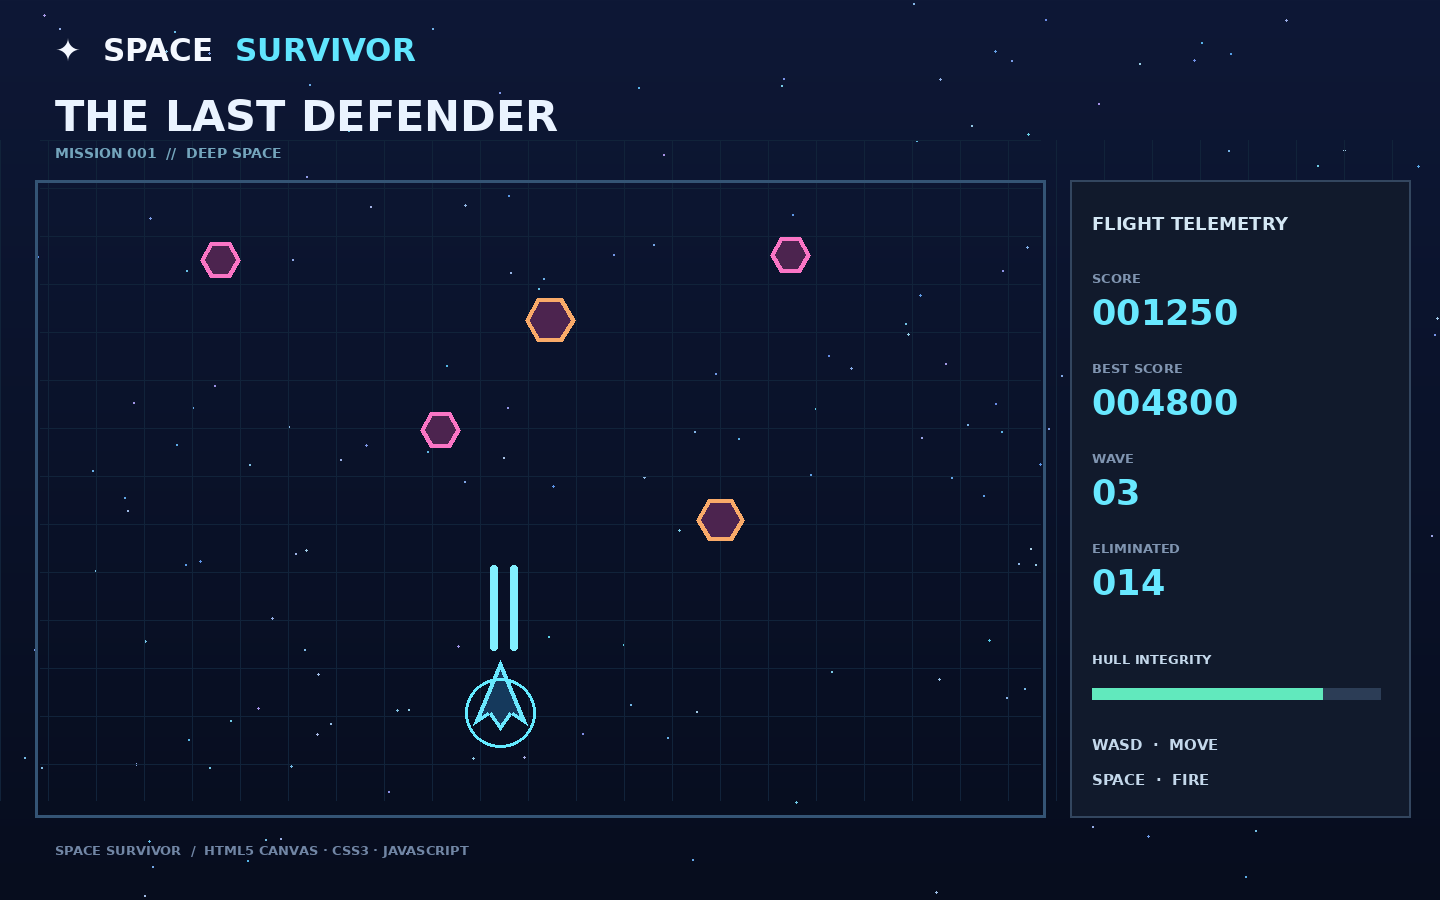 ✦ SPACE SURVIVOR
THE LAST DEFENDER
MISSION 001 // DEEP SPACE
FLIGHT TELEMETRY
SCORE
001250
BEST SCORE
004800
WAVE
03
ELIMINATED
014
HULL INTEGRITY
WASD · MOVE
SPACE · FIRE
SPACE SURVIVOR / HTML5 CANVAS · CSS3 · JAVASCRIPT